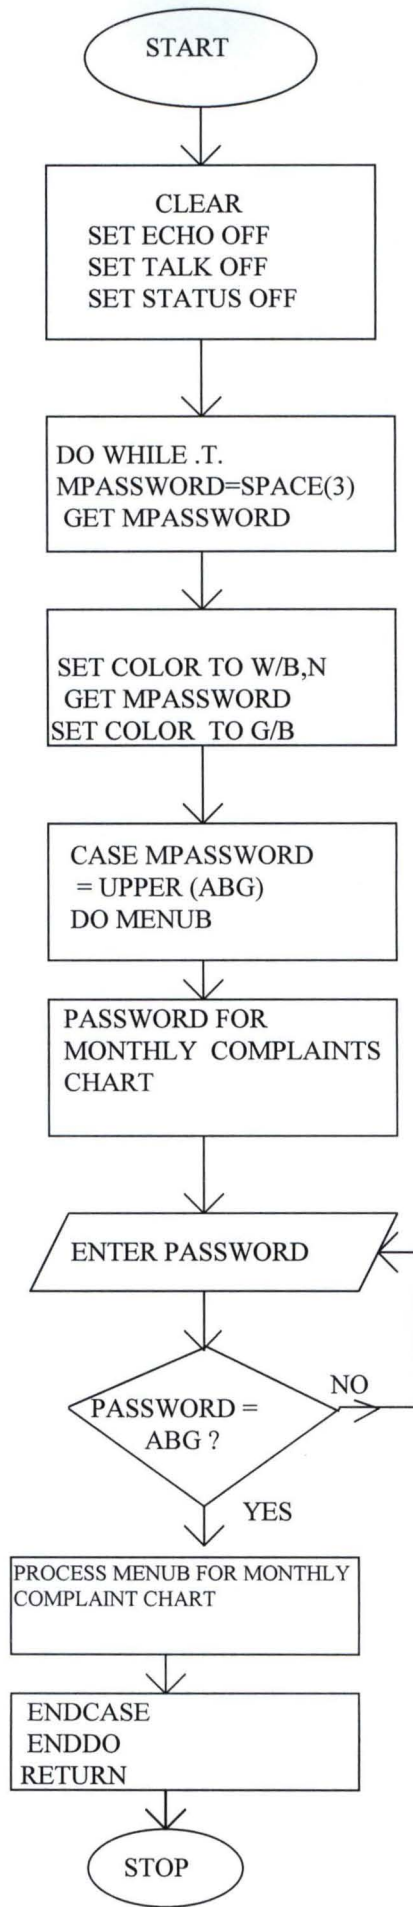 START
CLEAR
SET ECHO OFF
SET TALK OFF
SET STATUS OFF
DO WHILE .T.
MPASSWORD=SPACE(3)
GET MPASSWORD
SET COLOR TO W/B,N
GET MPASSWORD
SET COLOR TO G/B
CASE MPASSWORD
= UPPER (ABG)
DO MENUB
PASSWORD FOR
MONTHLY COMPLAINTS
CHART
ENTER PASSWORD
PASSWORD =
ABG ?
NO
YES
PROCESS MENUB FOR MONTHLY
COMPLAINT CHART
ENDCASE
ENDDO
RETURN
STOP